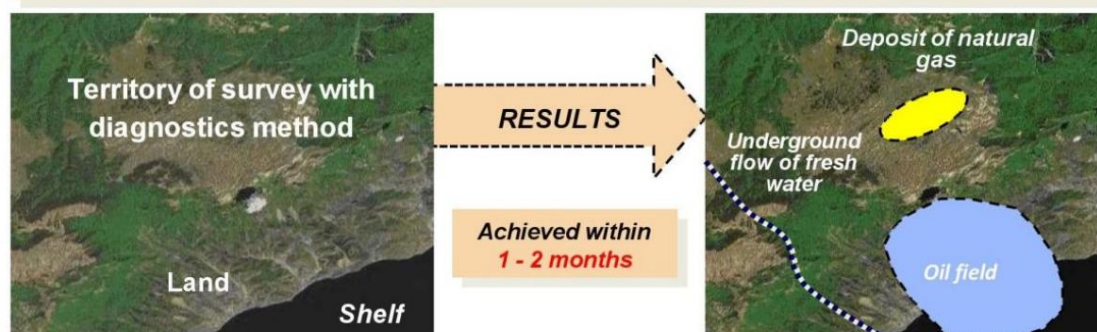 Territory of survey with
diagnostics method
Land
Shelf
RESULTS
Achieved within
1 - 2 months
Deposit of natural
gas
Underground
flow of fresh
water
Oil field